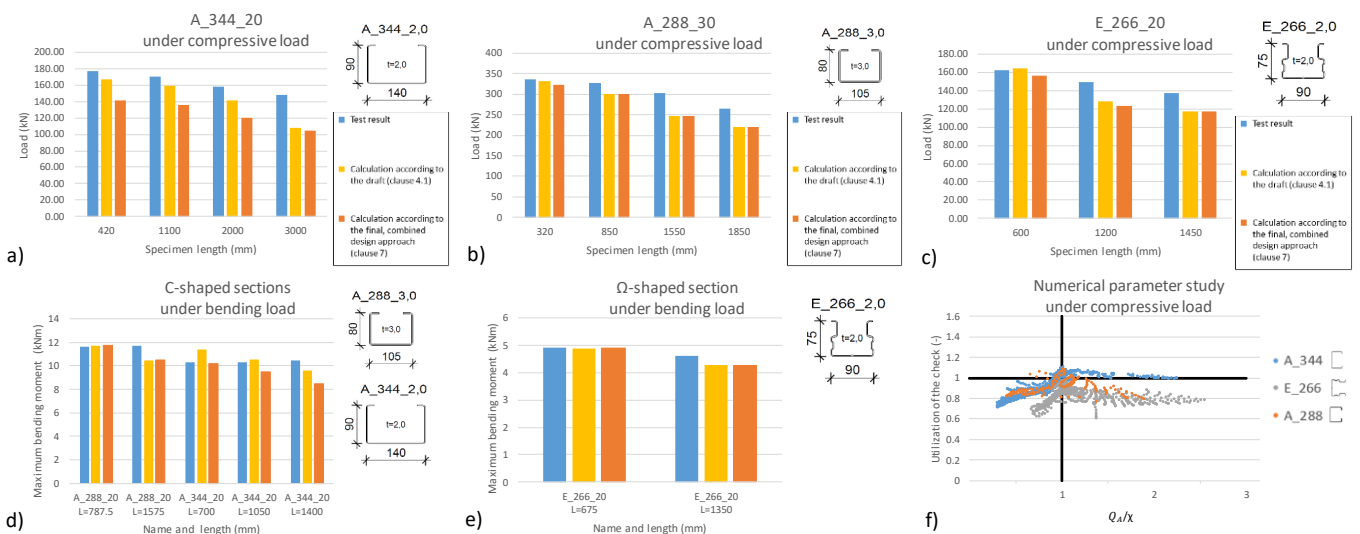 A_344_20
under compressive load
200.00
180.00
160.00
140.00
120.00
100.00
80.00
60.00
40.00
20.00
0.00
Load (kN)
420 1100 2000 3000
Specimen length (mm)
a)
A_344_2,0
90
t=2,0
140
Test result
Calculation according to
the draft (clause 4.1)
Calculation according to
the final, combined
design approach
(clause 7)
A_288_30
under compressive load
400
350
300
250
200
150
100
50
0
Load (kN)
320 850 1550 1850
Specimen length (mm)
b)
A_288_3,0
80
t=3,0
105
Test result
Calculation according to
the draft (clause 4.1)
Calculation according to
the final, combined
design approach
(clause 7)
E_266_20
under compressive load
180.00
160.00
140.00
120.00
100.00
80.00
60.00
40.00
20.00
0.00
Load (kN)
600 1200 1450
Specimen length (mm)
c)
E_266_2,0
75
t=2,0
90
Test result
Calculation according to
the draft (clause 4.1)
Calculation according to
the final, combined
design approach
(clause 7)
C-shaped sections
under bending load
14
12
10
8
6
4
2
0
Maximum bending moment (kNm)
A_288_20 A_288_20 A_344_20 A_344_20 A_344_20
L=787.5 L=1575 L=700 L=1050 L=1400
Name and length (mm)
d)
A_288_3,0
80
t=3,0
105
A_344_2,0
90
t=2,0
140
Ω-shaped section
under bending load
6
5
4
3
2
1
0
Maximum bending moment (kNm)
E_266_20 E_266_20
L=675 L=1350
Name and length (mm)
e)
E_266_2,0
75
t=2,0
90
Numerical parameter study
under compressive load
1.6
1.4
1.2
1
0.8
0.6
0.4
0.2
0
Utilization of the check (-)
1 2 3
Q_A/χ
f)
A_344
E_266
A_288